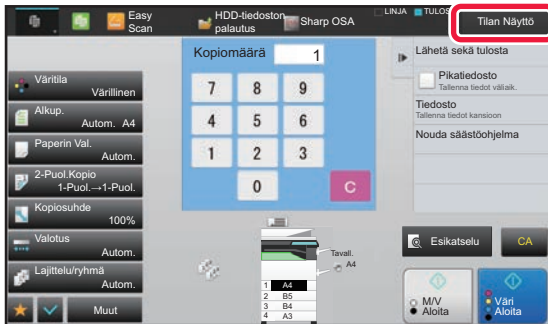 Easy
Scan
HDD-tiedoston
palautus
Sharp OSA
LINJA
TULOS
Tilan Näyttö
Kopiomäärä
1
Lähetä sekä tulosta
Pikatiedosto
Tallenna tiedot väliaik.
Tiedosto
Tallenna tiedot kansioon
Nouda säästöohjelma
Väritila
Värillinen
Alkup.
Autom. A4
Paperin Val.
Autom.
2-Puol.Kopio
1-Puol.→1-Puol.
Kopiosuhde
100%
Valotus
Autom.
Lajittelu/ryhmä
Autom.
Muut
7 8 9
4 5 6
1 2 3
0 C
Tavall.
A4
1 A4
2 B5
3 B4
4 A3
Esikatselu
CA
M/V
Aloita
Väri
Aloita